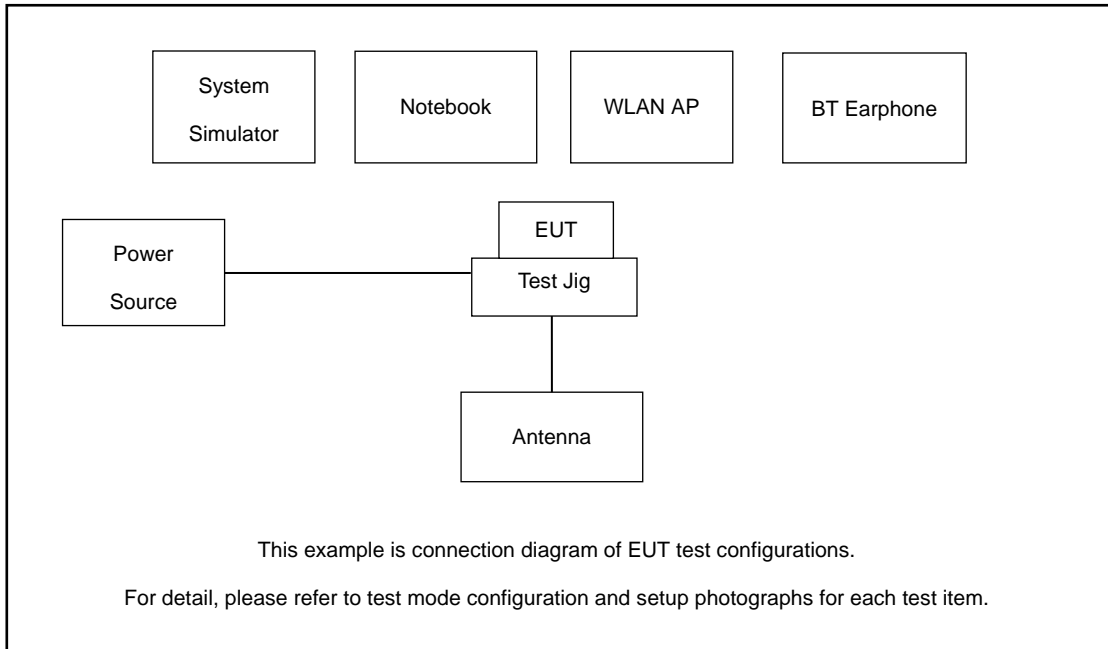 System
Simulator
Notebook
WLAN AP
BT Earphone
Power
Source
EUT
Test Jig
Antenna
This example is connection diagram of EUT test configurations.
For detail, please refer to test mode configuration and setup photographs for each test item.